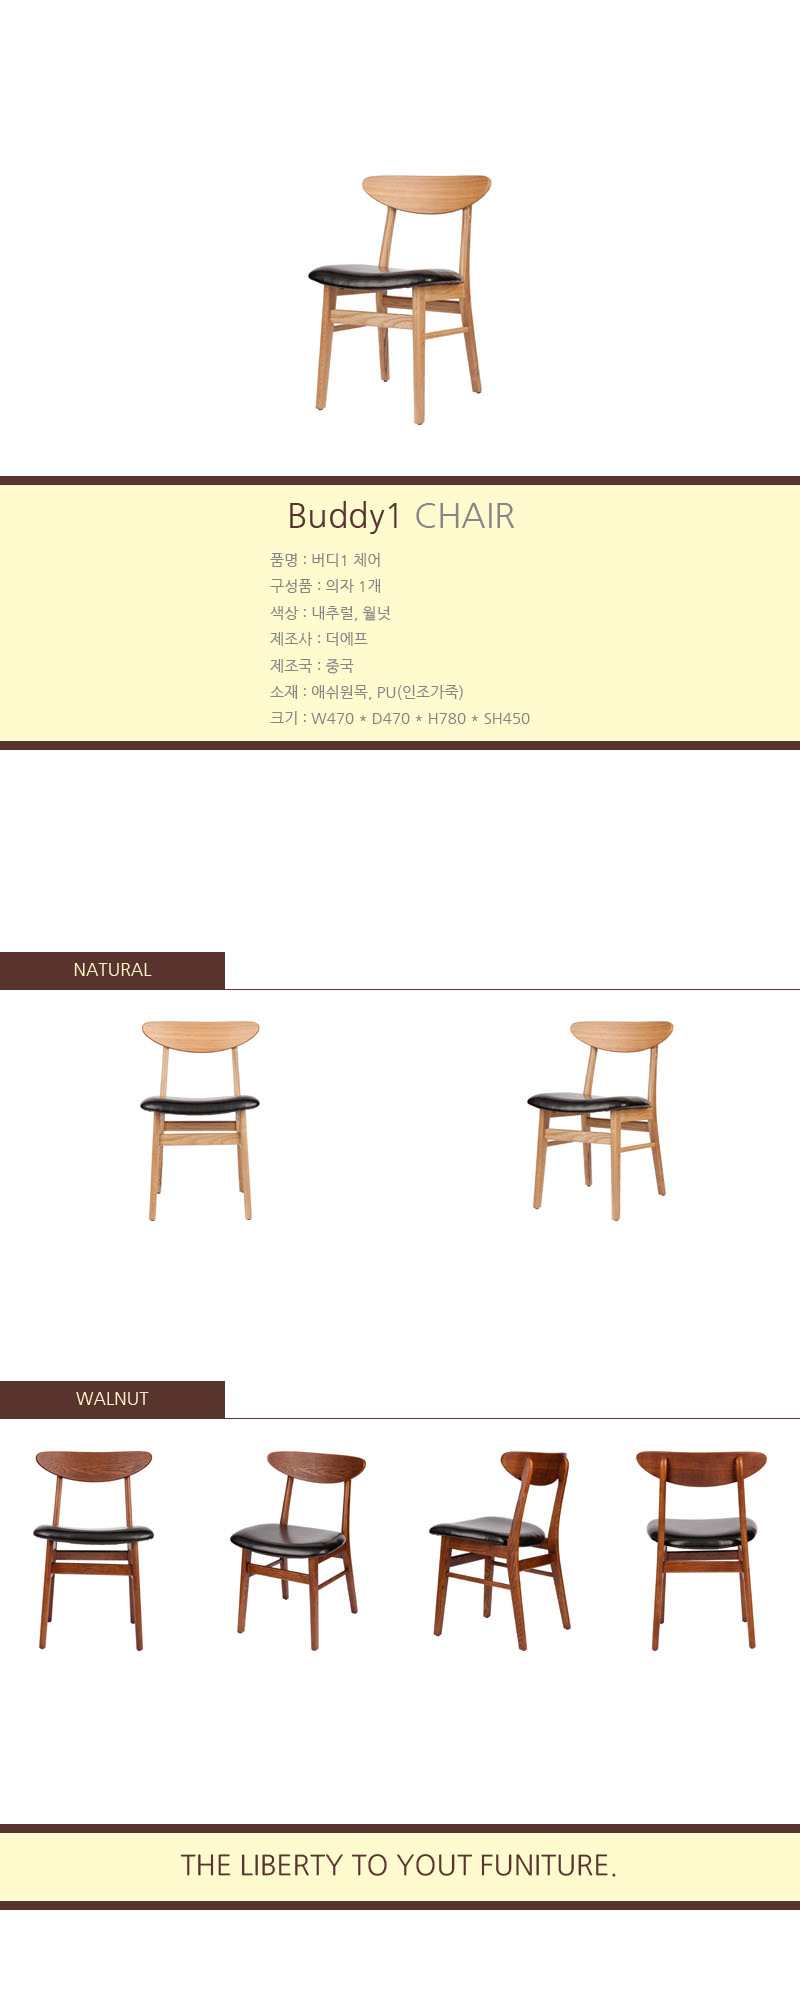 Buddy1 CHAIR
품명 : 버디1 체어
구성품 : 의자 1개
색상 : 내추럴, 월넛
제조사 : 더에프
제조국 : 중국
소재 : 애쉬원목, PU(인조가죽)
크기 : W470 * D470 * H780 * SH450
NATURAL
WALNUT
THE LIBERTY TO YOUT FUNITURE.